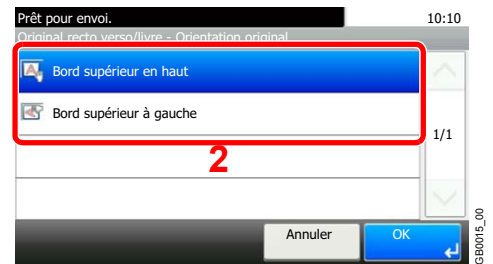 Prêt pour envoi. 10:10
Original recto verso/livre - Orientation original
Bord supérieur en haut
Bord supérieur à gauche
1/1
2
Annuler OK
GB0015_00